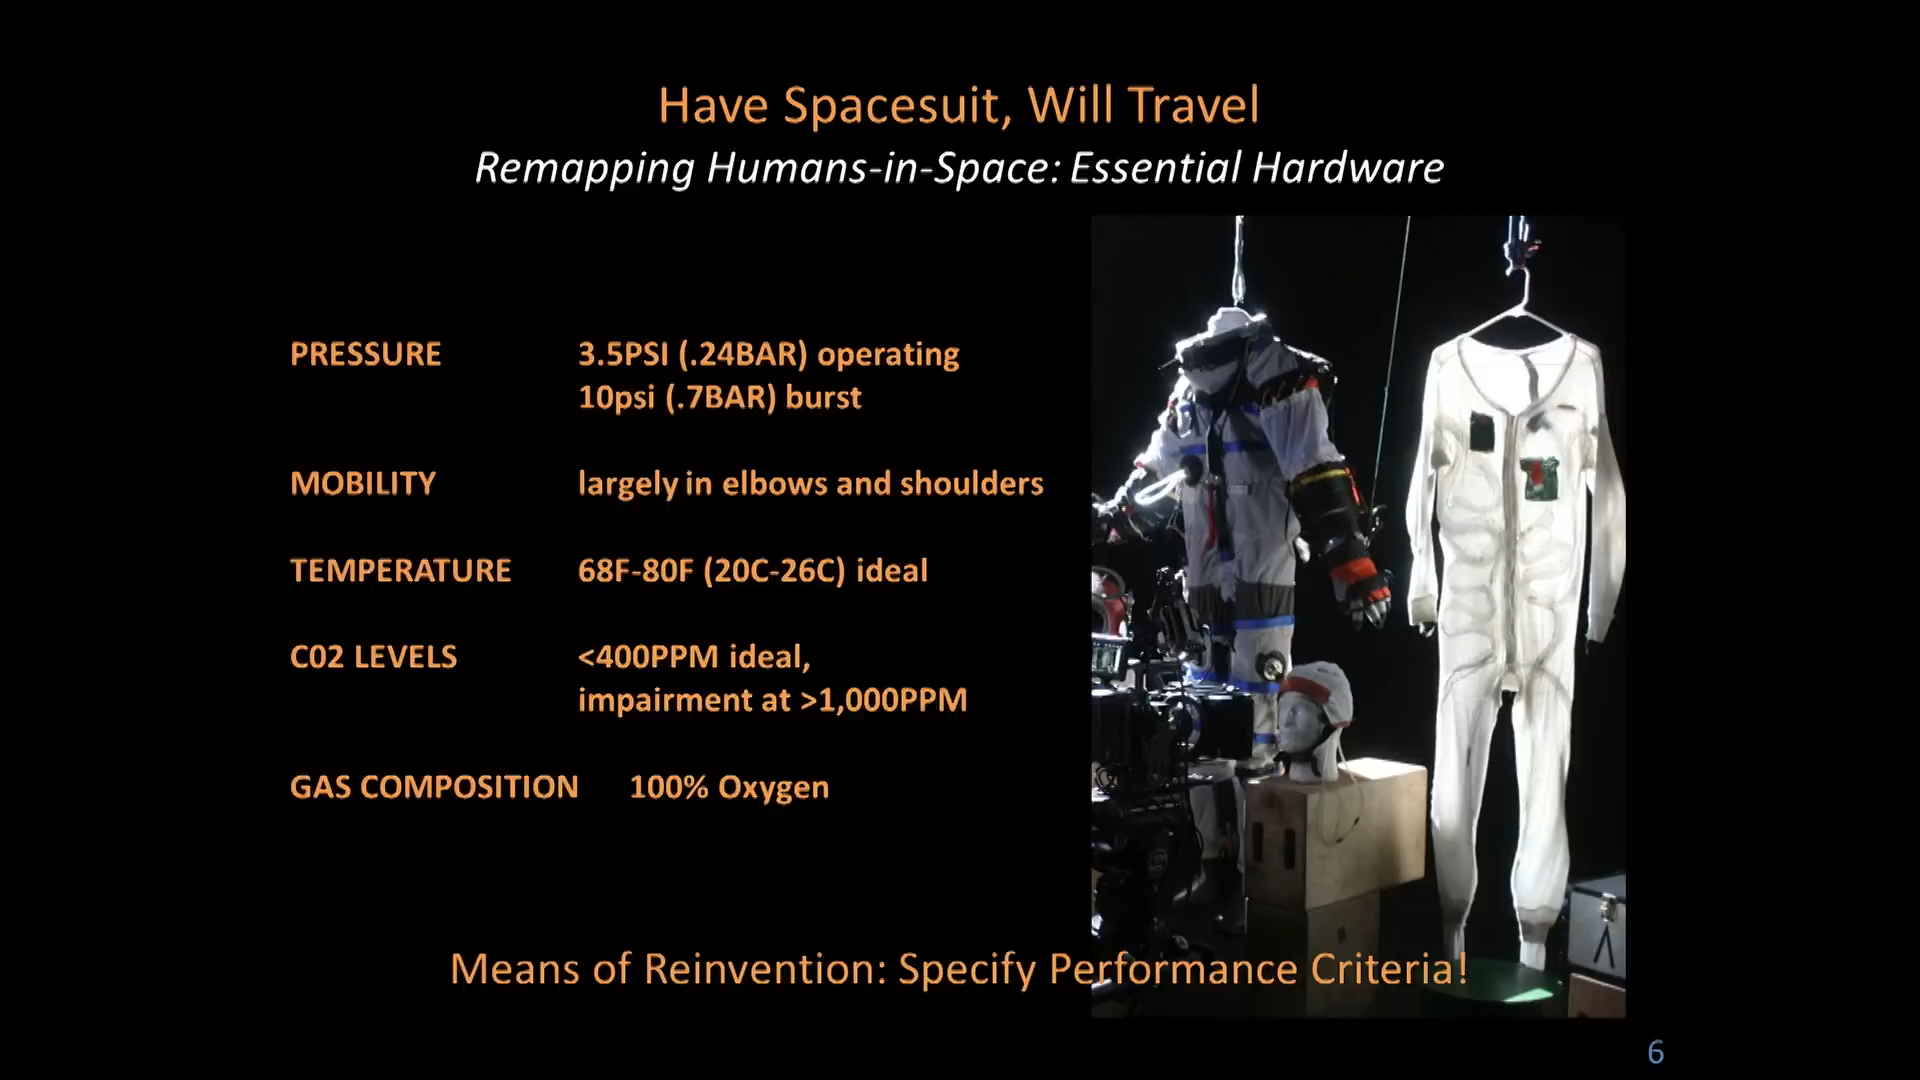 Have Spacesuit, Will Travel
Remapping Humans-in-Space: Essential Hardware
PRESSURE 3.5PSI (.24BAR) operating
10psi (.7BAR) burst
MOBILITY largely in elbows and shoulders
TEMPERATURE 68F-80F (20C-26C) ideal
C02 LEVELS <400PPM ideal,
impairment at >1,000PPM
GAS COMPOSITION 100% Oxygen
Means of Reinvention: Specify Performance Criteria!
6